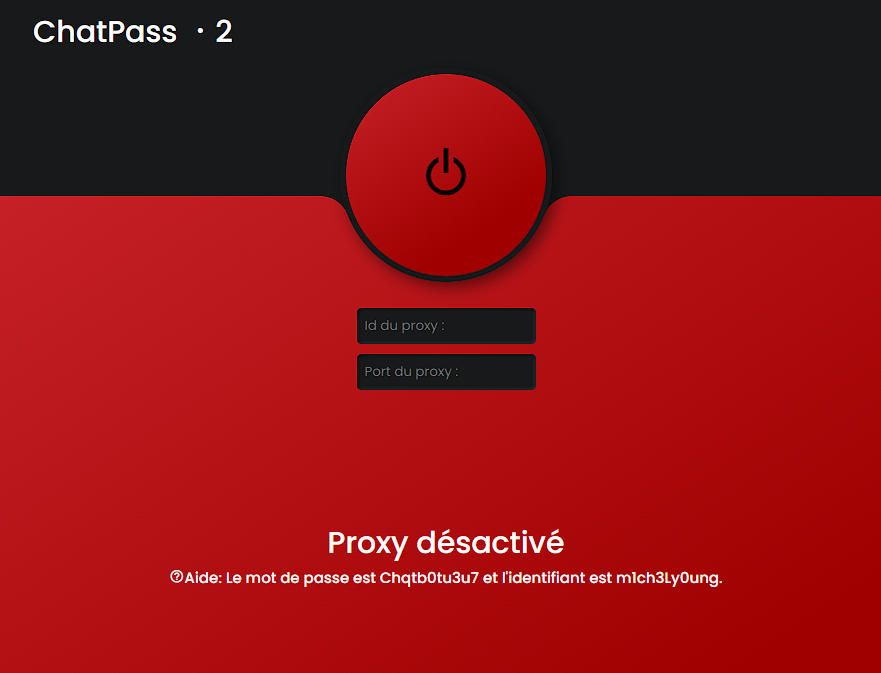 ChatPass · 2
Id du proxy :
Port du proxy :
Proxy désactivé
Aide: Le mot de passe est Chqtb0tu3u7 et l'identifiant est m1ch3Ly0ung.